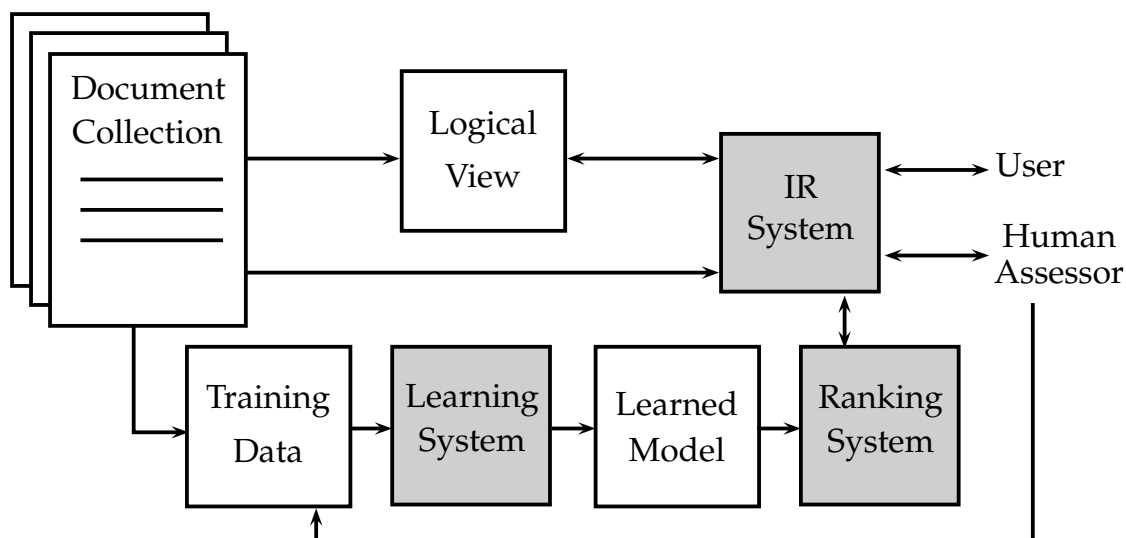 Document
Collection
Logical
View
IR
System
User
Human
Assessor
Training
Data
Learning
System
Learned
Model
Ranking
System